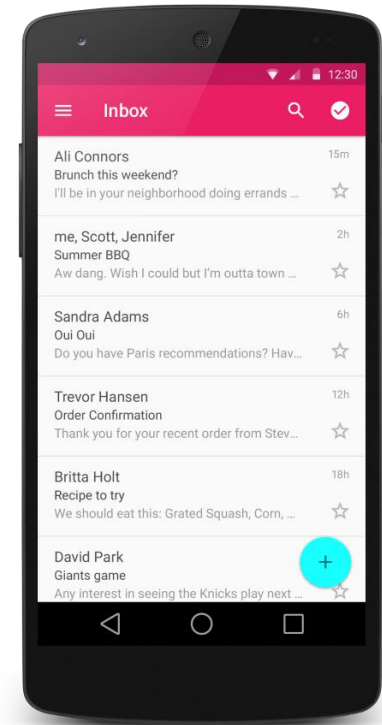 12:30
Inbox
Ali Connors 15m
Brunch this weekend?
I'll be in your neighborhood doing errands ...
me, Scott, Jennifer 2h
Summer BBQ
Aw dang. Wish I could but I'm outta town ...
Sandra Adams 6h
Oui Oui
Do you have Paris recommendations? Hav...
Trevor Hansen 12h
Order Confirmation
Thank you for your recent order from Stev...
Britta Holt 18h
Recipe to try
We should eat this: Grated Squash, Corn, ...
David Park
Giants game
Any interest in seeing the Knicks play next ...